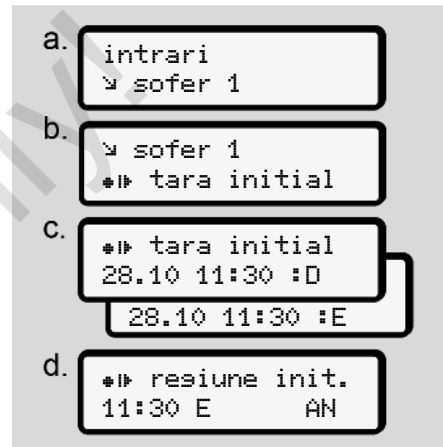 a.
intrari
↘ sofer 1
b.
↘ sofer 1
●I▶ tara initial
c.
●I▶ tara initial
28.10 11:30 :D
28.10 11:30 :E
d.
●I▶ resiune init.
11:30 E AN